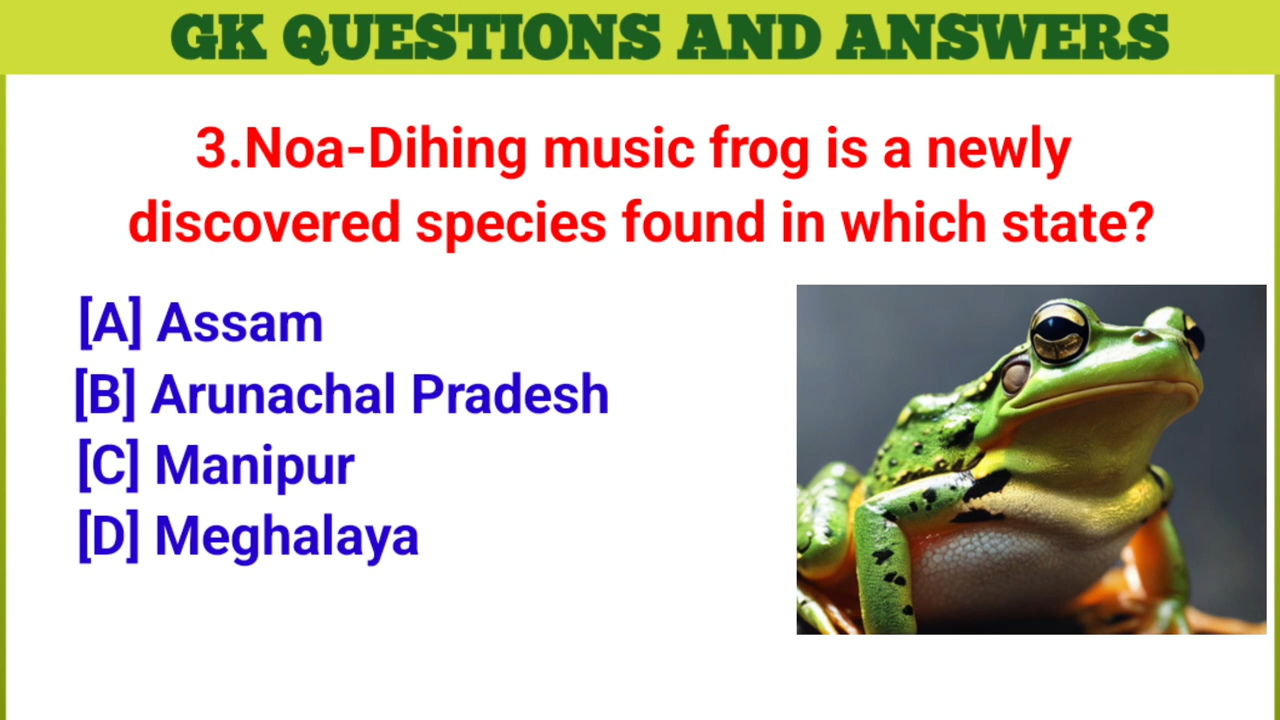 GK QUESTIONS AND ANSWERS
3.Noa-Dihing music frog is a newly
discovered species found in which state?
[A] Assam
[B] Arunachal Pradesh
[C] Manipur
[D] Meghalaya